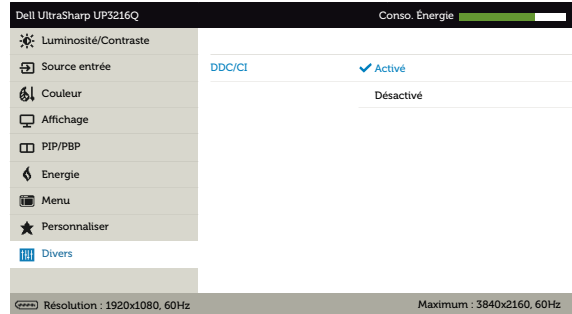 Dell UltraSharp UP3216Q Conso. Énergie
Luminosité/Contraste
Source entrée DDC/CI Activé
Couleur Désactivé
Affichage
PIP/PBP
Energie
Menu
Personnaliser
Divers
Résolution : 1920x1080, 60Hz Maximum : 3840x2160, 60Hz